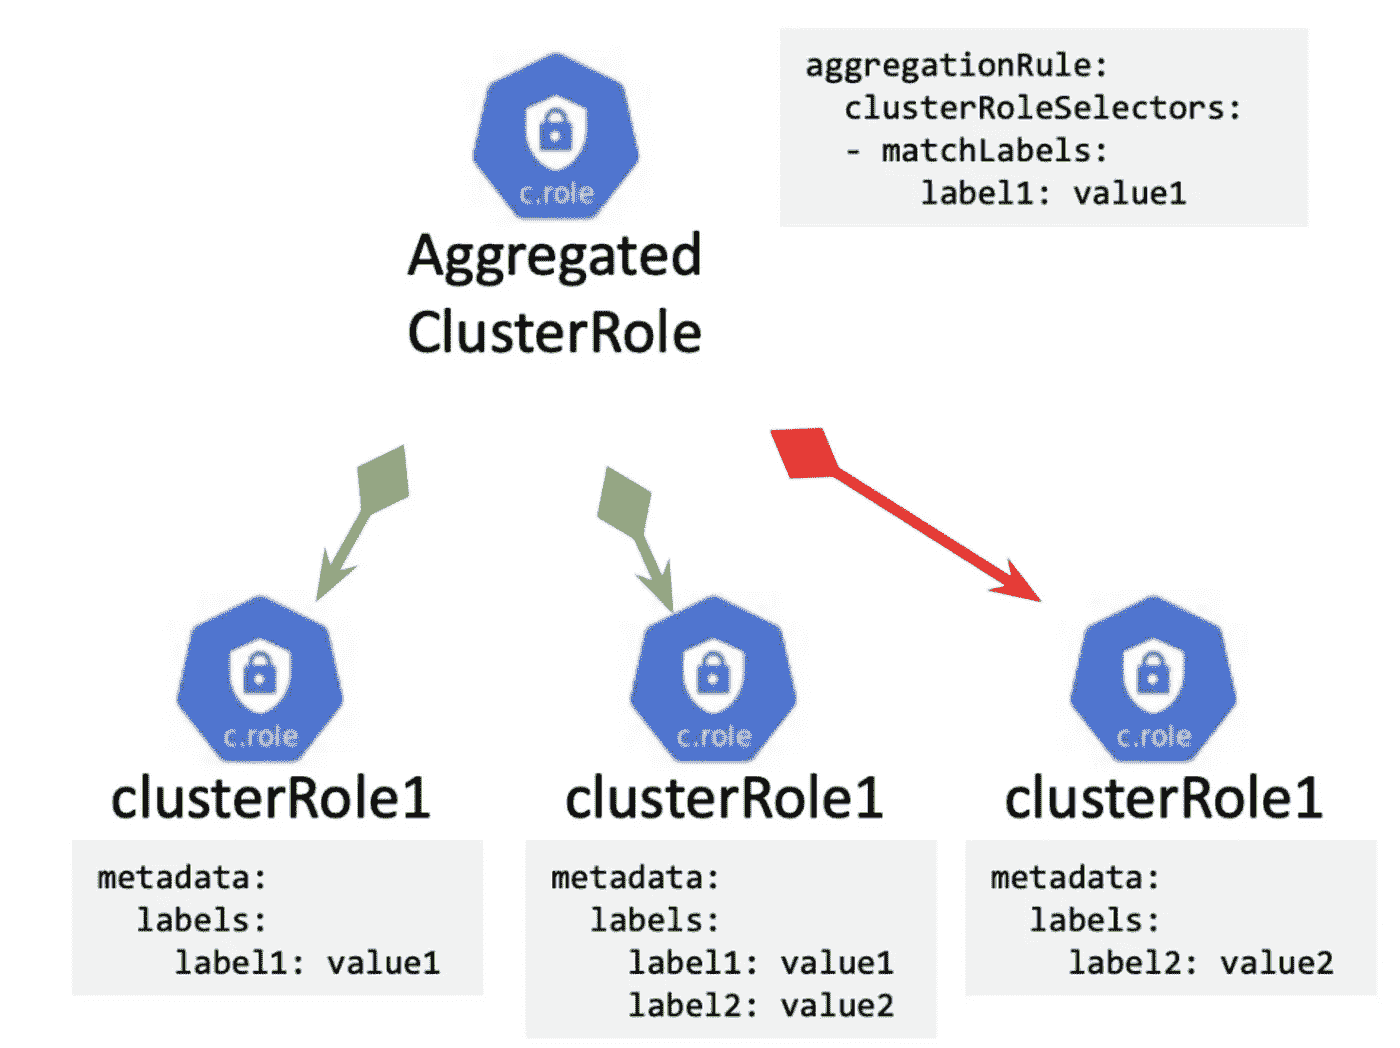 c.role
Aggregated
ClusterRole
aggregationRule:
  clusterRoleSelectors:
  - matchLabels:
      label1: value1
c.role
clusterRole1
metadata:
  labels:
    label1: value1
c.role
clusterRole1
metadata:
  labels:
    label1: value1
    label2: value2
c.role
clusterRole1
metadata:
  labels:
    label2: value2